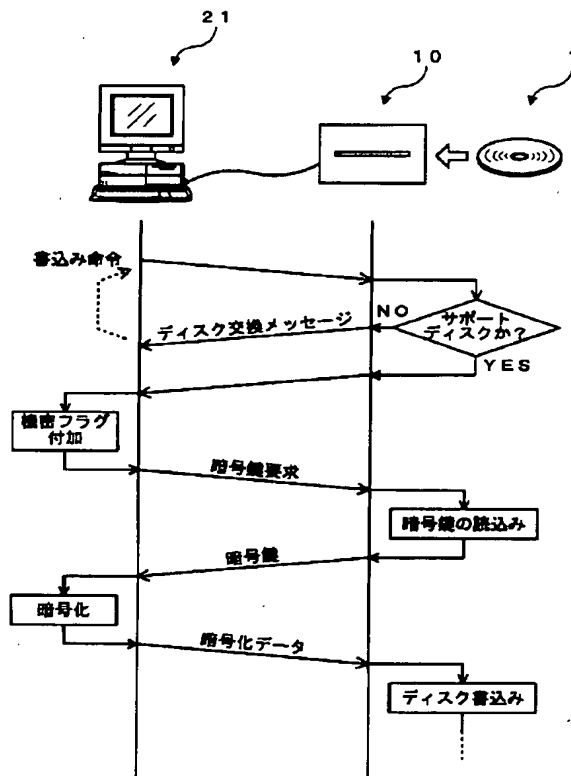 21
10
書込み命令
NO
サポート
ディスクか?
ディスク交換メッセージ
YES
機密フラグ
付加
暗号鍵要求
暗号鍵の読込み
暗号鍵
暗号化
暗号化データ
ディスク書込み